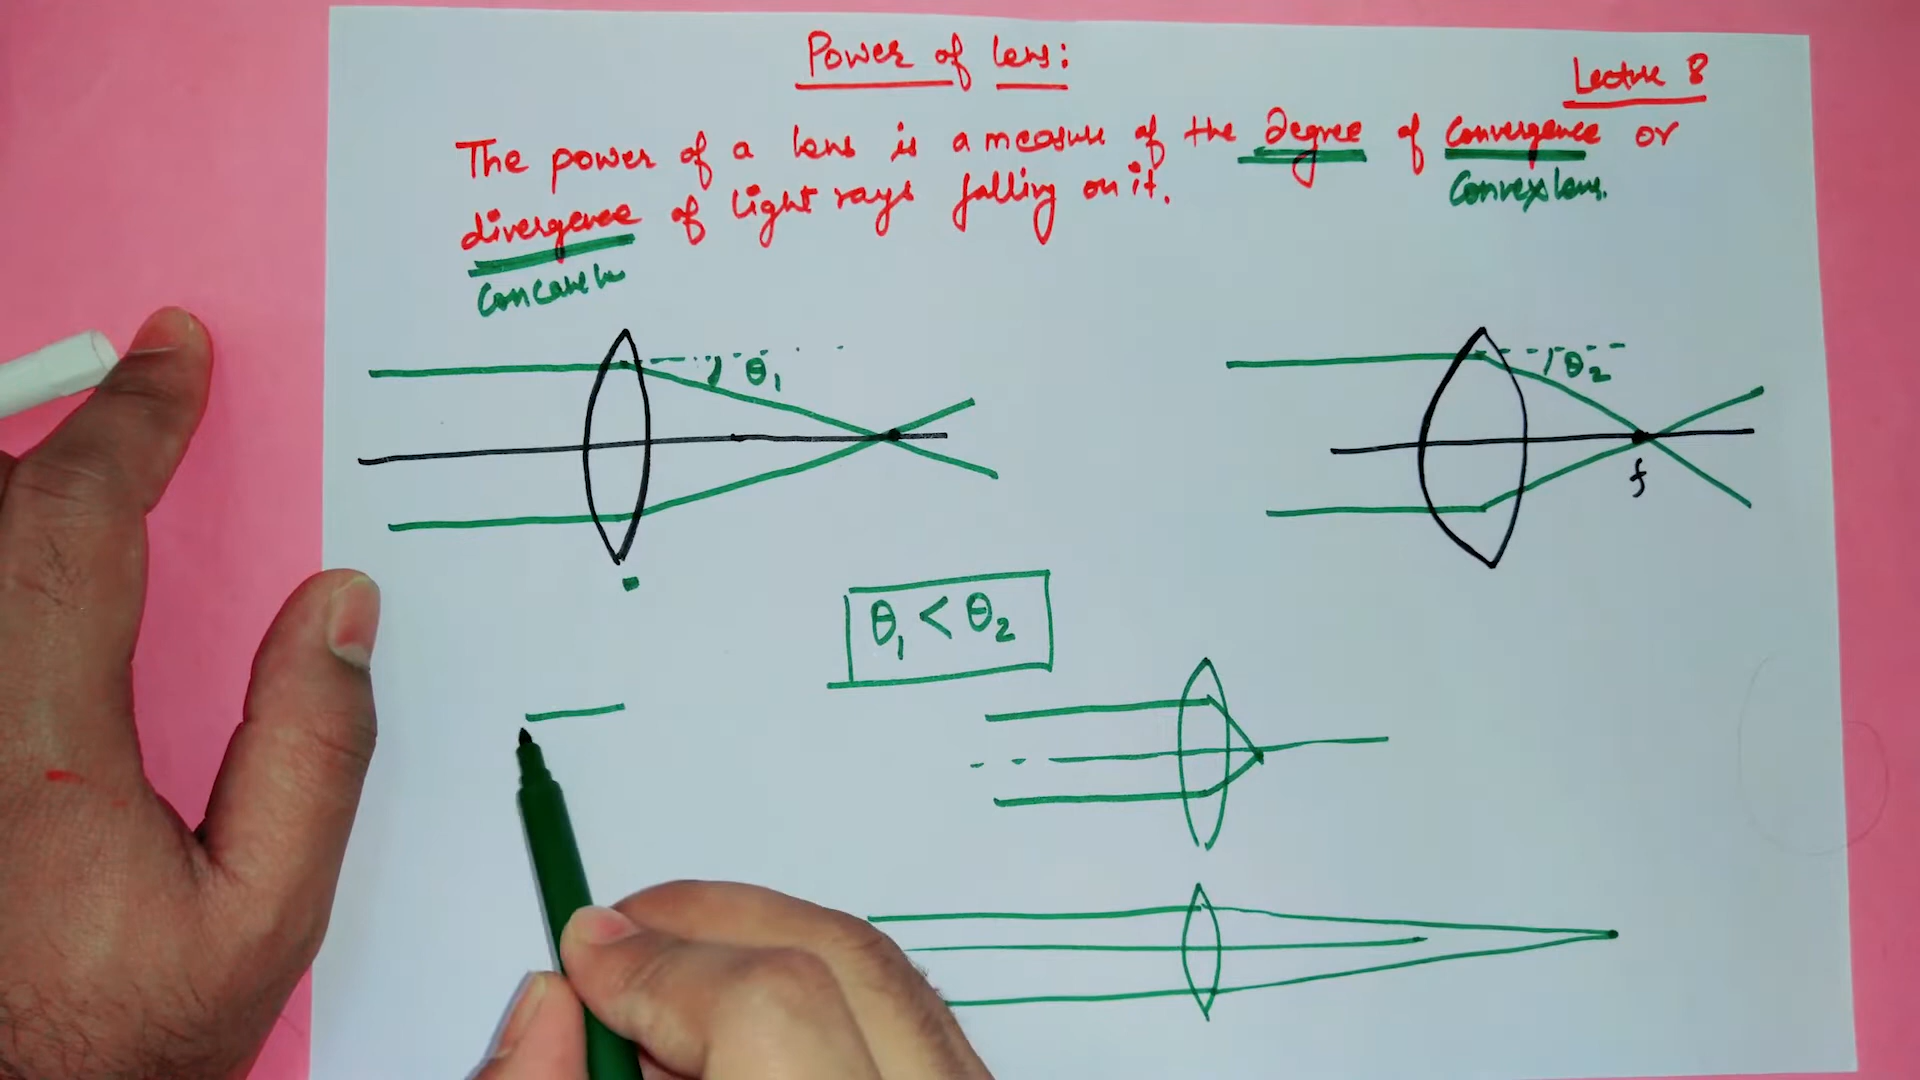 Power of lens:
Lecture 8
The power of a lens is a measure of the degree of convergence or
Convex lens.
divergence of light rays falling on it.
Concave le
θ₁
θ₂
f
θ₁ < θ₂